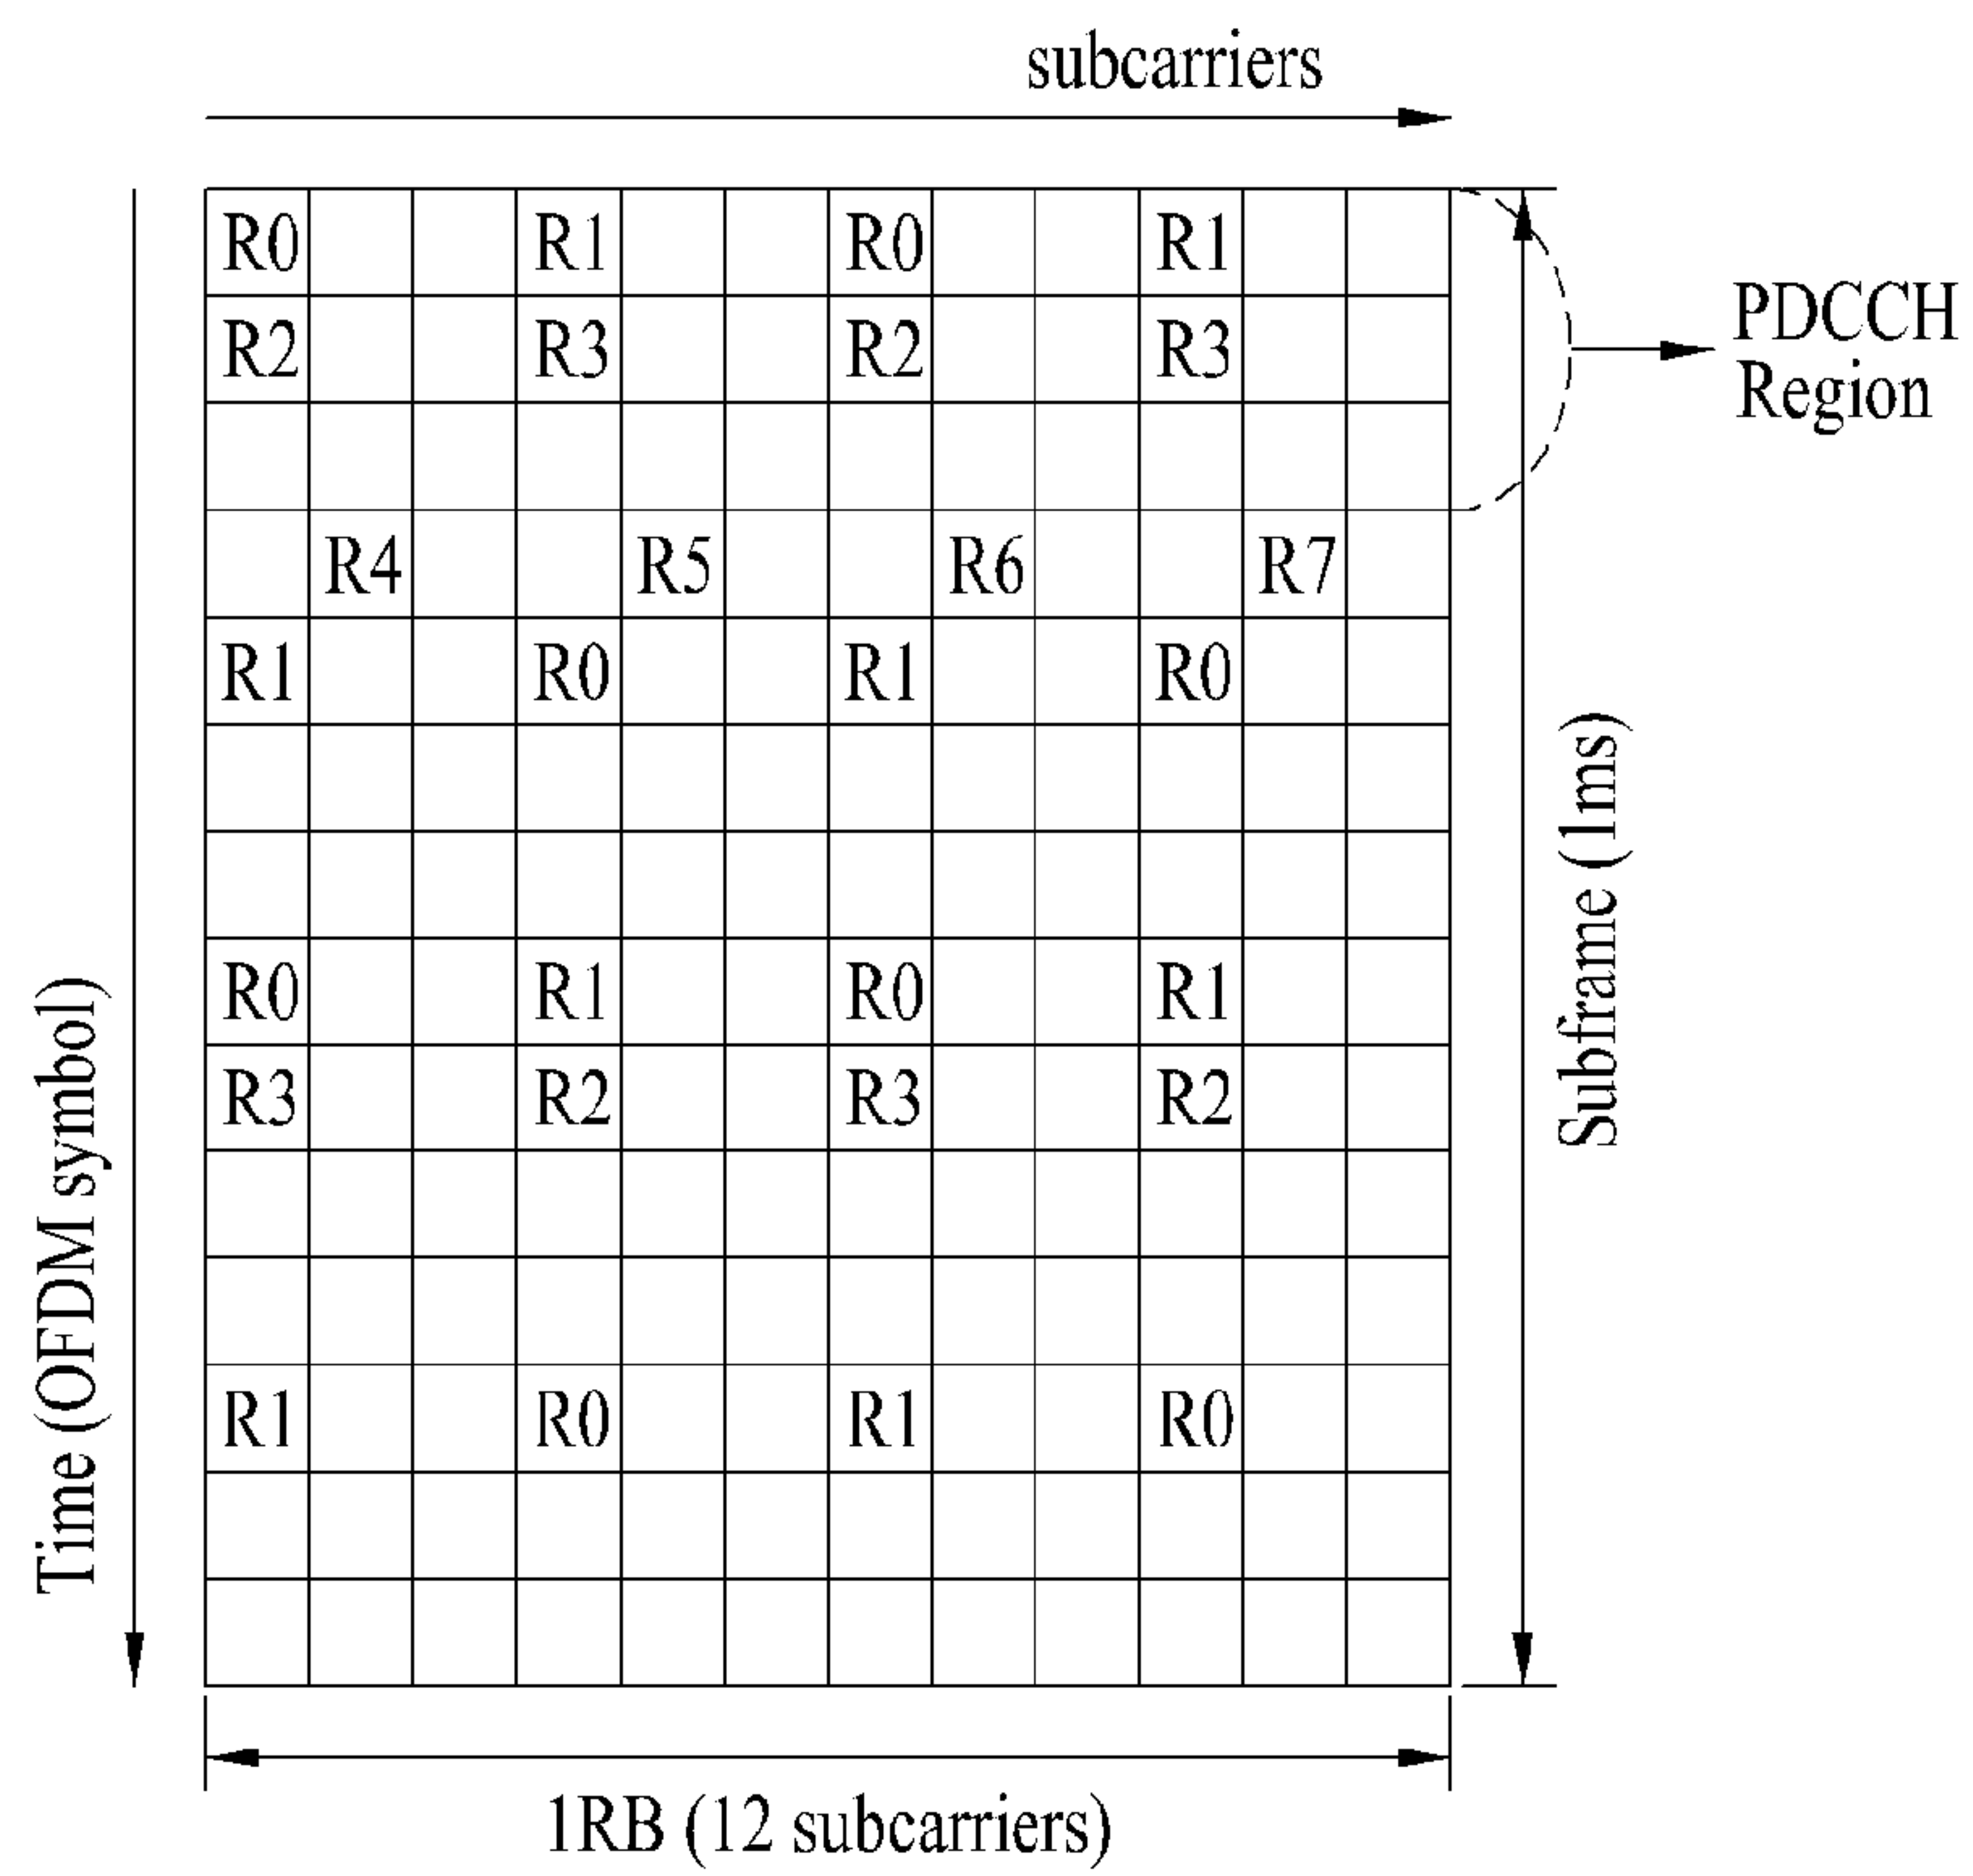 subcarriers
R0 R1 R0 R1
R2 R3 R2 R3
PDCCH
Region
R4 R5 R6 R7
R1 R0 R1 R0
R0 R1 R0 R1
R3 R2 R3 R2
R1 R0 R1 R0
Time (OFDM symbol)
Subframe (1ms)
1RB (12 subcarriers)